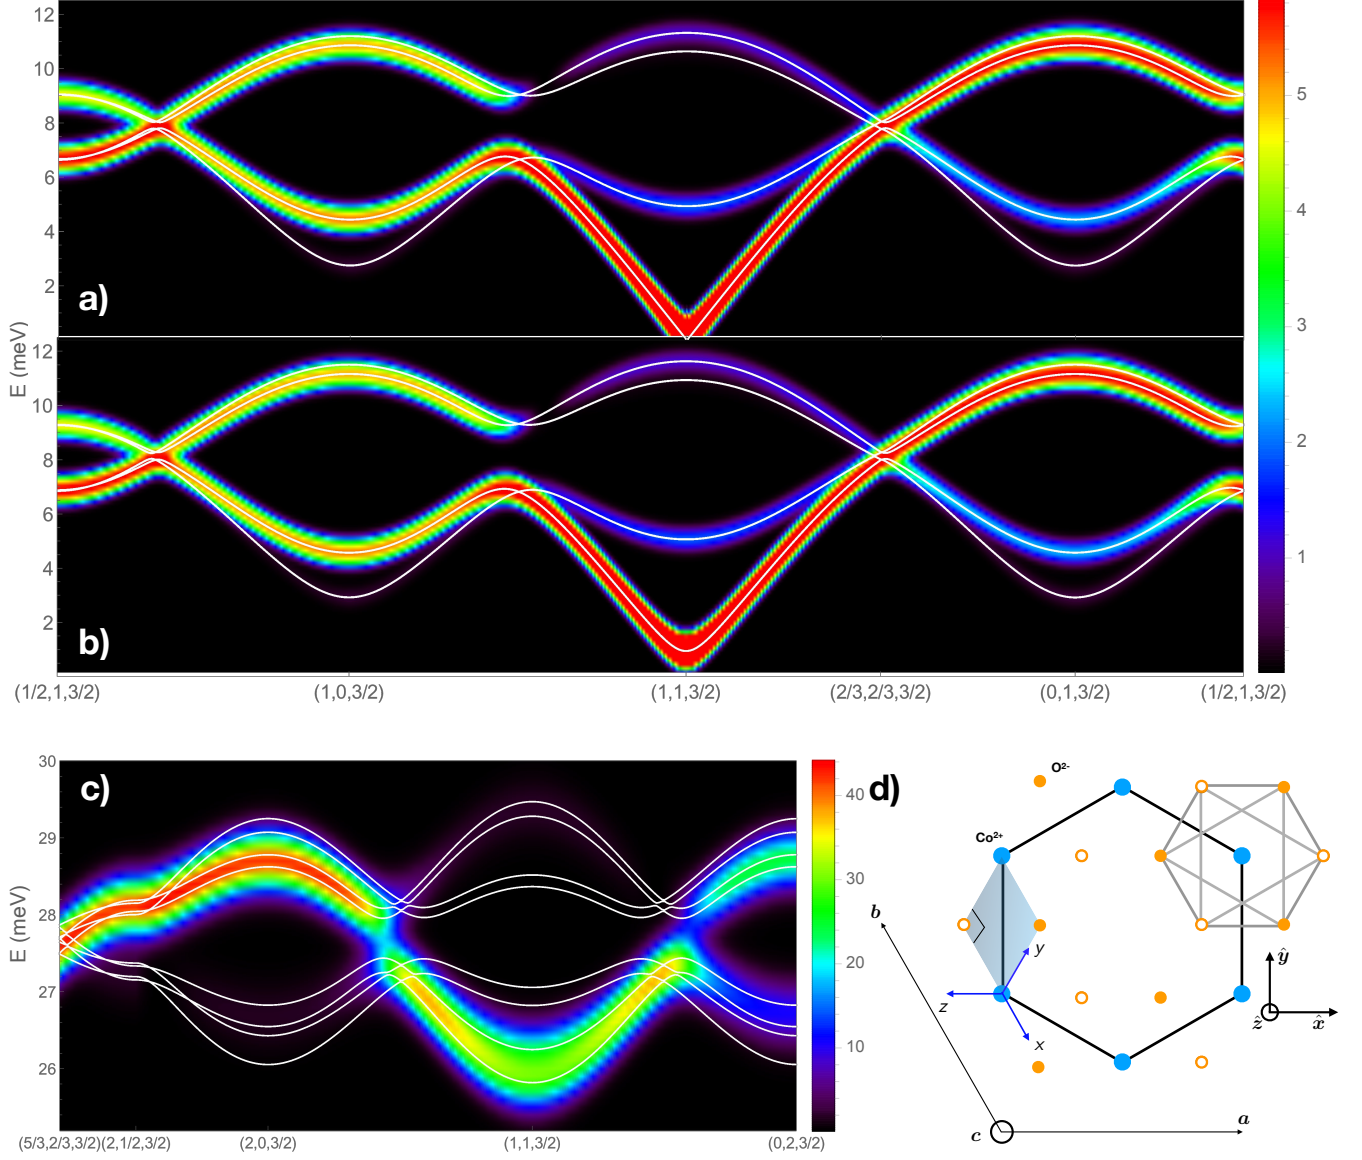 12
10
8
6
4
2
a)
5
4
3
2
1
E (meV)
12
10
8
6
4
2
b)
(1/2,1,3/2)
(1,0,3/2)
(1,1,3/2)
(2/3,2/3,3/2)
(0,1,3/2)
(1/2,1,3/2)
30
29
28
27
26
E (meV)
c)
40
30
20
10
(5/3,2/3,3/2)
(2,1/2,3/2)
(2,0,3/2)
(1,1,3/2)
(0,2,3/2)
d)
O²⁻
Co²⁺
b
y
z
x
ŷ
ẑ
x̂
a
c